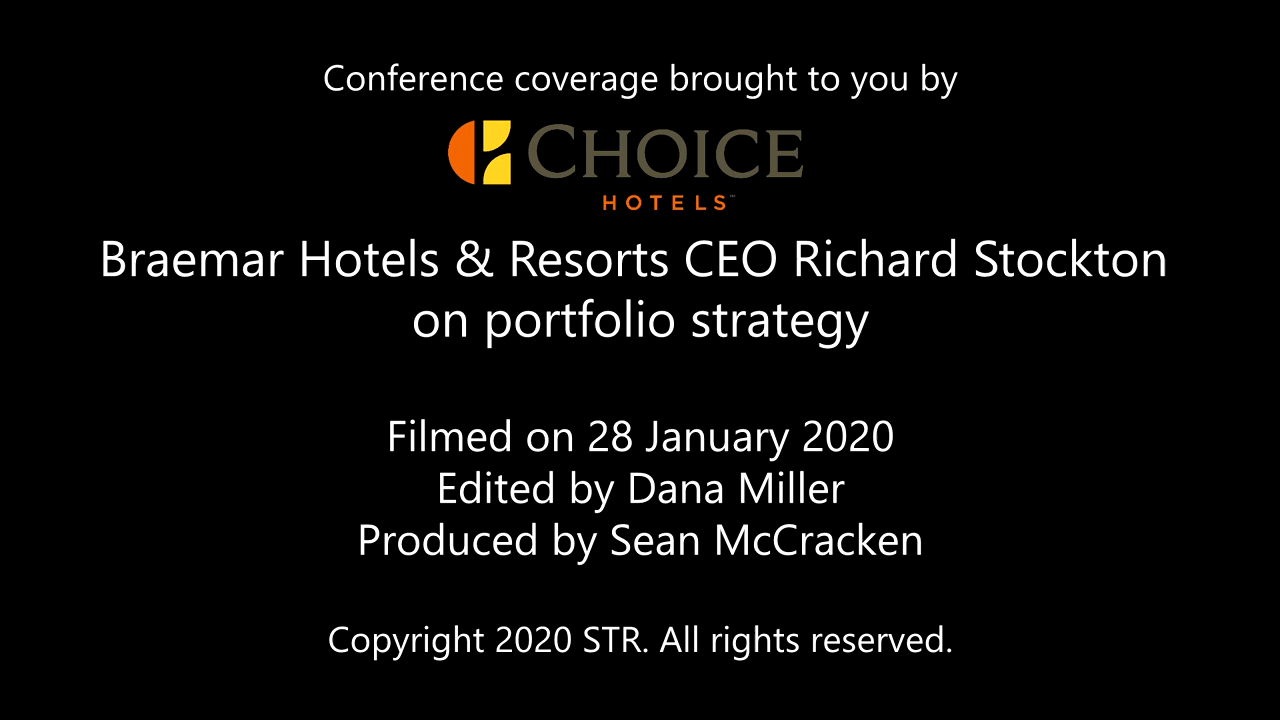 Conference coverage brought to you by
CHOICE
HOTELS™
Braemar Hotels & Resorts CEO Richard Stockton
on portfolio strategy
Filmed on 28 January 2020
Edited by Dana Miller
Produced by Sean McCracken
Copyright 2020 STR. All rights reserved.